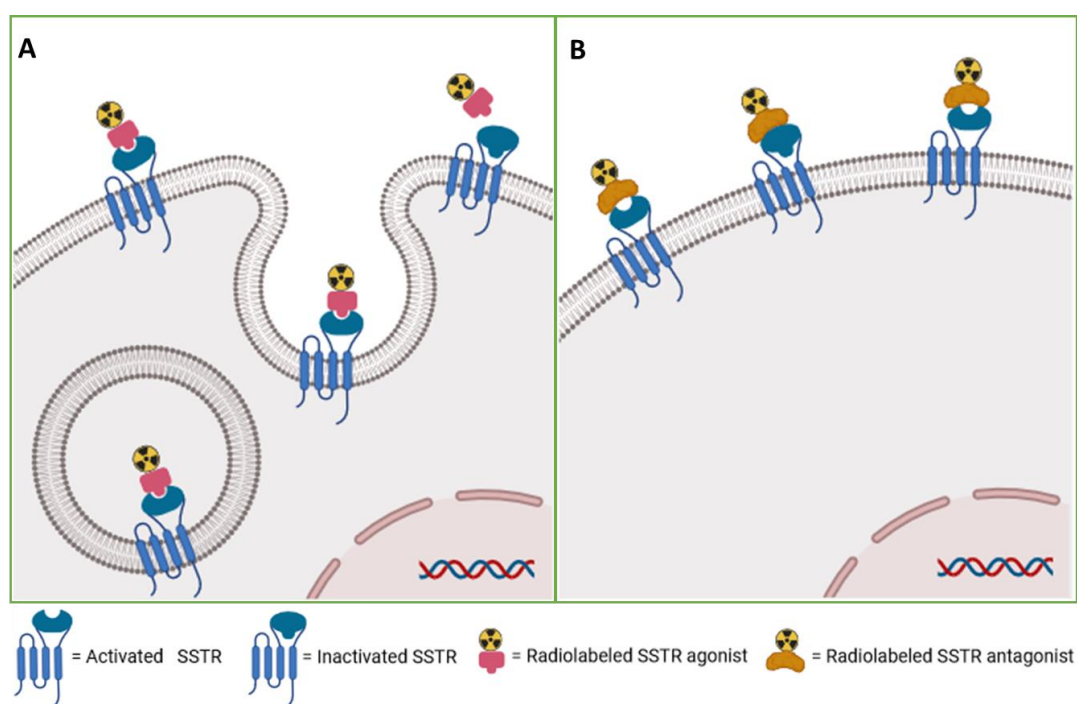 A
B
= Activated SSTR
= Inactivated SSTR
= Radiolabeled SSTR agonist
= Radiolabeled SSTR antagonist